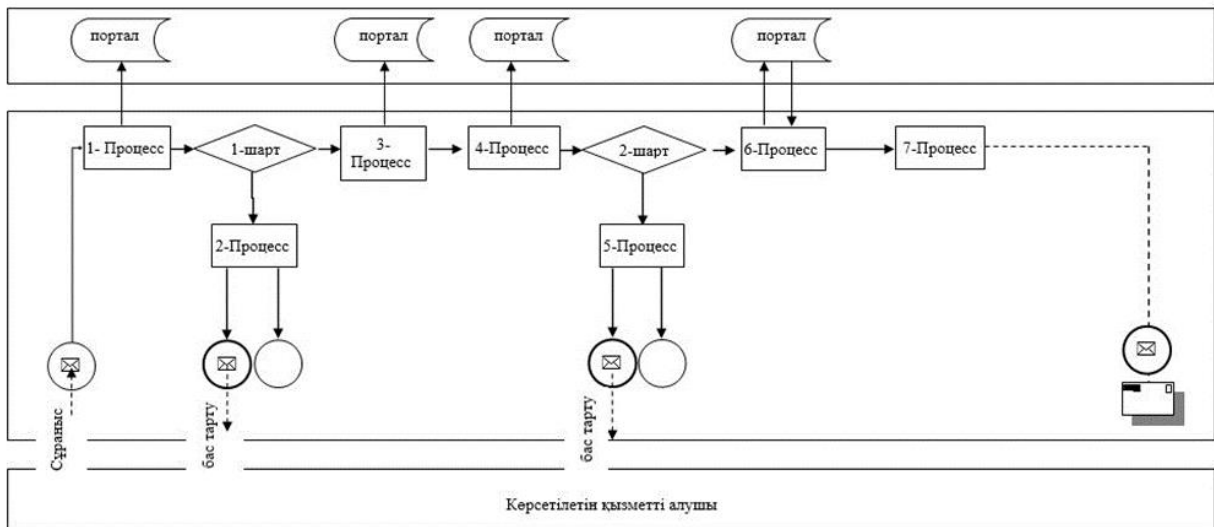 портал
портал
портал
портал
1- Процесс
1-шарт
3-
Процесс
4-Процесс
2-шарт
6-Процесс
7-Процесс
2-Процесс
5-Процесс
Сұраныс
бас тарту
бас тарту
Көрсетілетін қызметті алушы